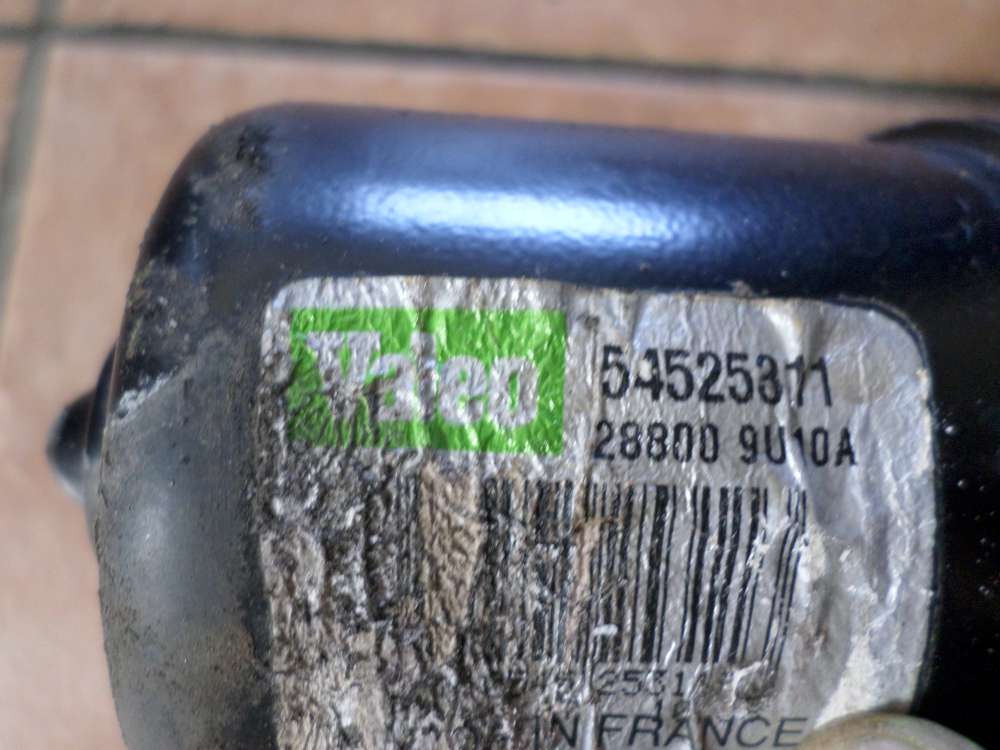 Valeo
54525311
28800 9U10A
IN FRANCE